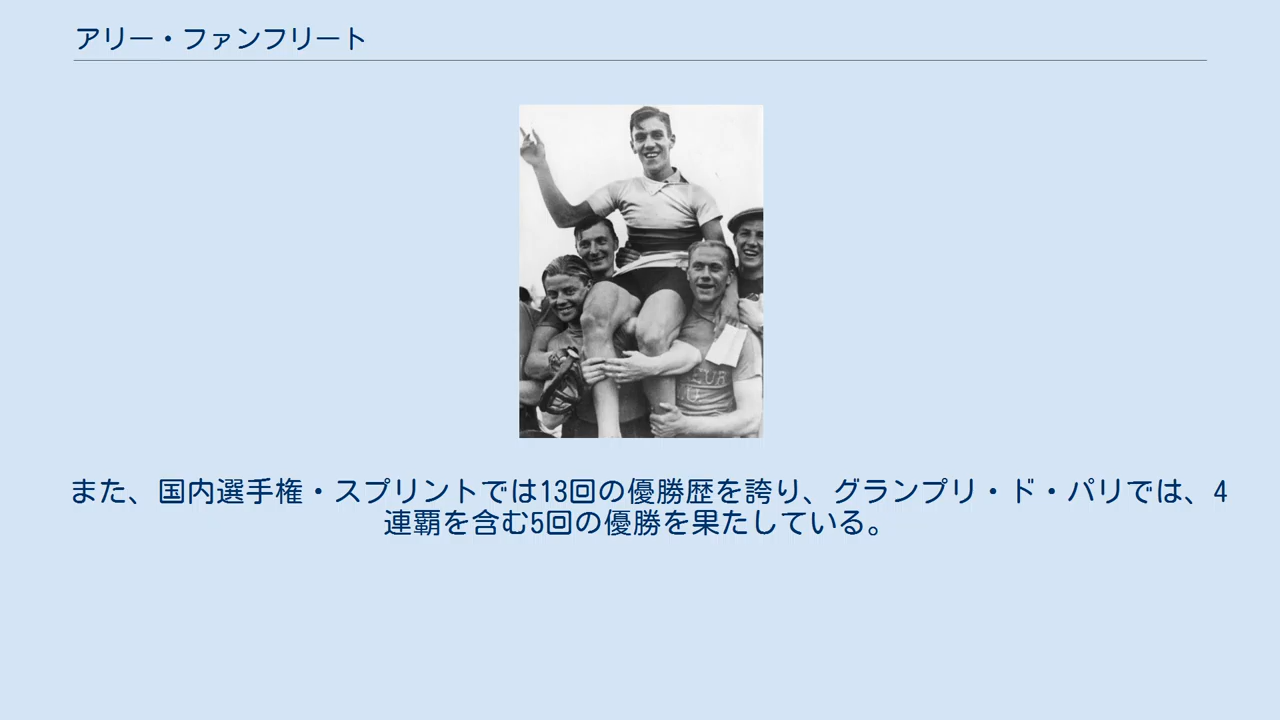 アリー・ファンフリート
また、国内選手権・スプリントでは13回の優勝歴を誇り、グランプリ・ド・パリでは、4
連覇を含む5回の優勝を果たしている。